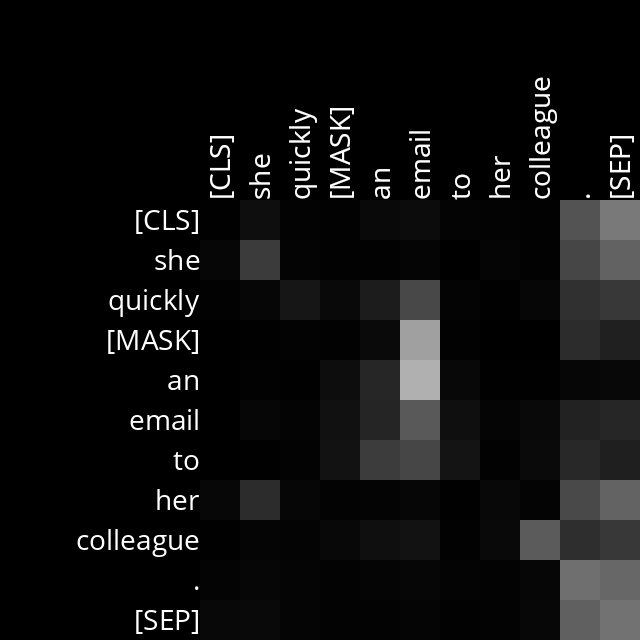 [CLS] she quickly [MASK] an email to her colleague . [SEP]
[CLS]
she
quickly
[MASK]
an
email
to
her
colleague
.
[SEP]